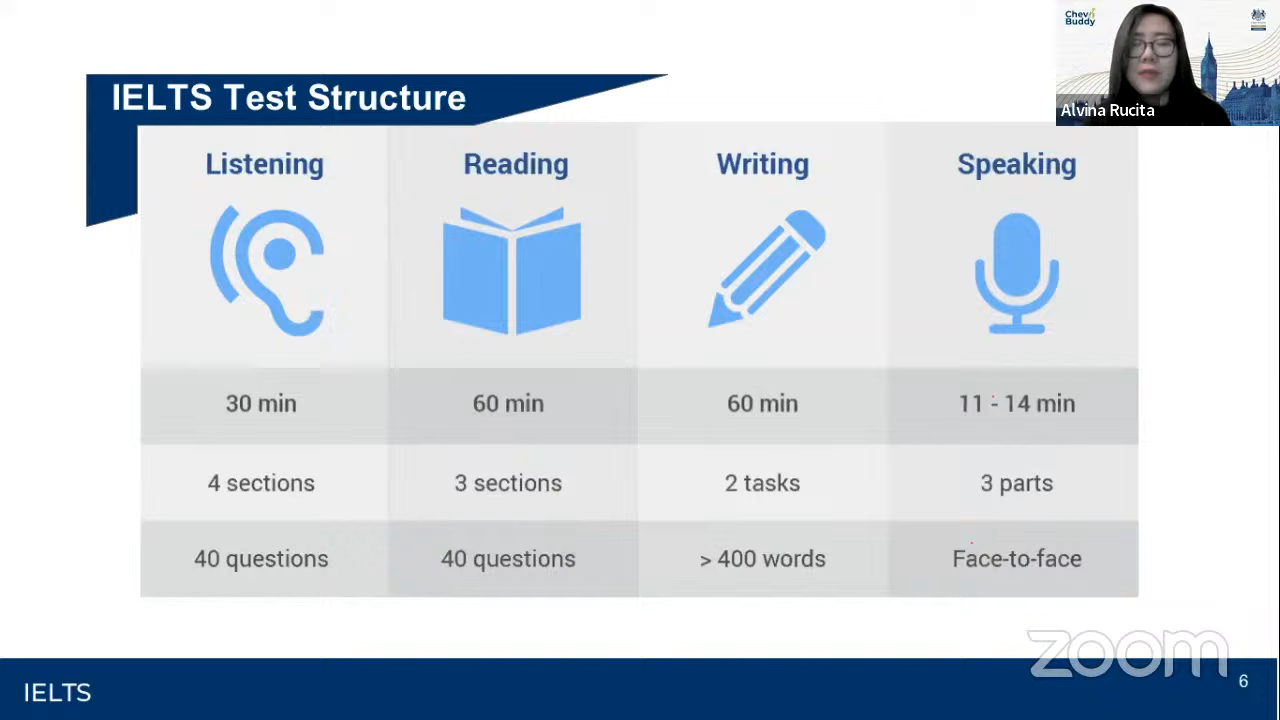 Chev
Buddy
Alvina Rucita
IELTS Test Structure
Listening Reading Writing Speaking
30 min 60 min 60 min 11 - 14 min
4 sections 3 sections 2 tasks 3 parts
40 questions 40 questions > 400 words Face-to-face
zoom
IELTS 6